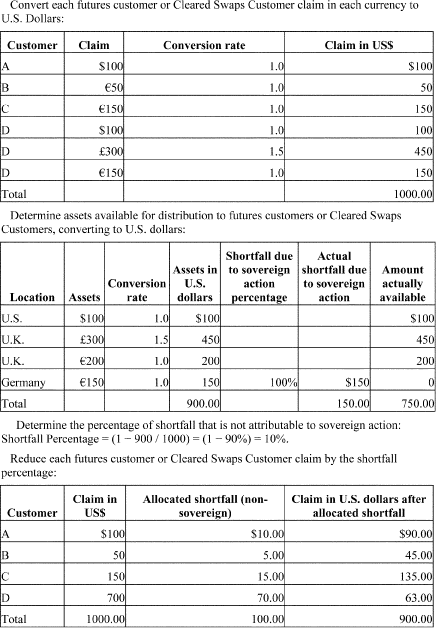 Convert each futures customer or Cleared Swaps Customer claim in each currency to
U.S. Dollars:
Customer Claim Conversion rate Claim in US$
A $100 1.0 $100
B €50 1.0 50
C €150 1.0 150
D $100 1.0 100
D £300 1.5 450
D €150 1.0 150
Total 1000.00
Determine assets available for distribution to futures customers or Cleared Swaps
Customers, converting to U.S. dollars:
Location Assets Conversion rate Assets in U.S. dollars Shortfall due to sovereign action percentage Actual shortfall due to sovereign action Amount actually available
U.S. $100 1.0 $100 $100
U.K. £300 1.5 450 450
U.K. €200 1.0 200 200
Germany €150 1.0 150 100% $150 0
Total 900.00 150.00 750.00
Determine the percentage of shortfall that is not attributable to sovereign action:
Shortfall Percentage = (1 − 900 / 1000) = (1 − 90%) = 10%.
Reduce each futures customer or Cleared Swaps Customer claim by the shortfall
percentage:
Customer Claim in US$ Allocated shortfall (non-sovereign) Claim in U.S. dollars after allocated shortfall
A $100 $10.00 $90.00
B 50 5.00 45.00
C 150 15.00 135.00
D 700 70.00 63.00
Total 1000.00 100.00 900.00